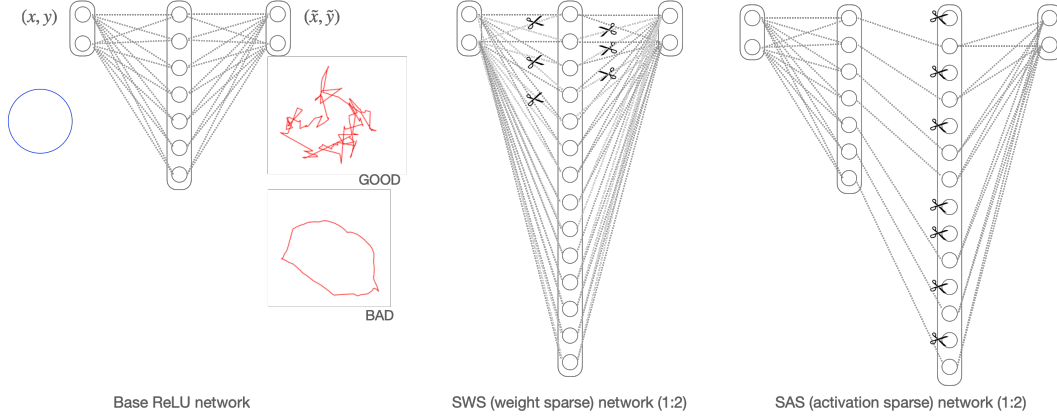 (x, y)
(x̃, ỹ)
GOOD
BAD
Base ReLU network
SWS (weight sparse) network (1:2)
SAS (activation sparse) network (1:2)